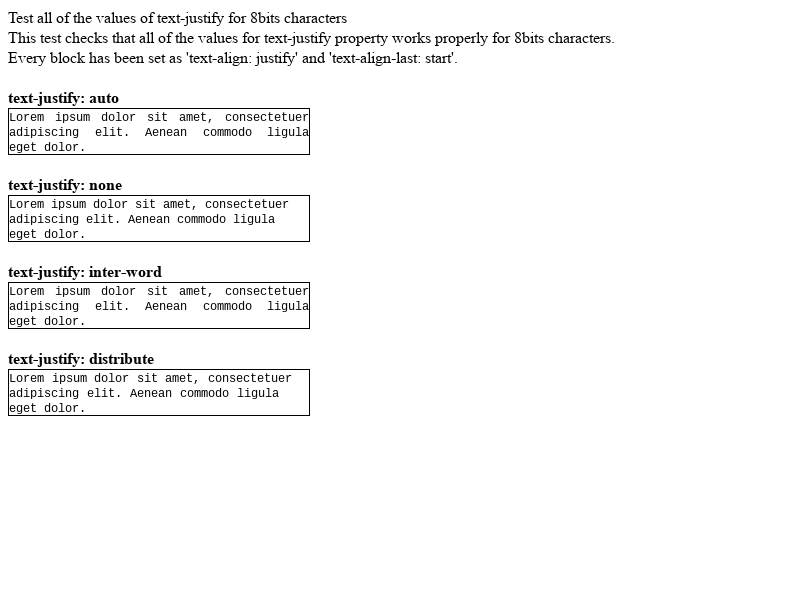 Test all of the values of text-justify for 8bits characters
This test checks that all of the values for text-justify property works properly for 8bits characters.
Every block has been set as 'text-align: justify' and 'text-align-last: start'.
text-justify: auto
Lorem ipsum dolor sit amet, consectetuer
adipiscing elit. Aenean commodo ligula
eget dolor.
text-justify: none
Lorem ipsum dolor sit amet, consectetuer
adipiscing elit. Aenean commodo ligula
eget dolor.
text-justify: inter-word
Lorem ipsum dolor sit amet, consectetuer
adipiscing elit. Aenean commodo ligula
eget dolor.
text-justify: distribute
Lorem ipsum dolor sit amet, consectetuer
adipiscing elit. Aenean commodo ligula
eget dolor.